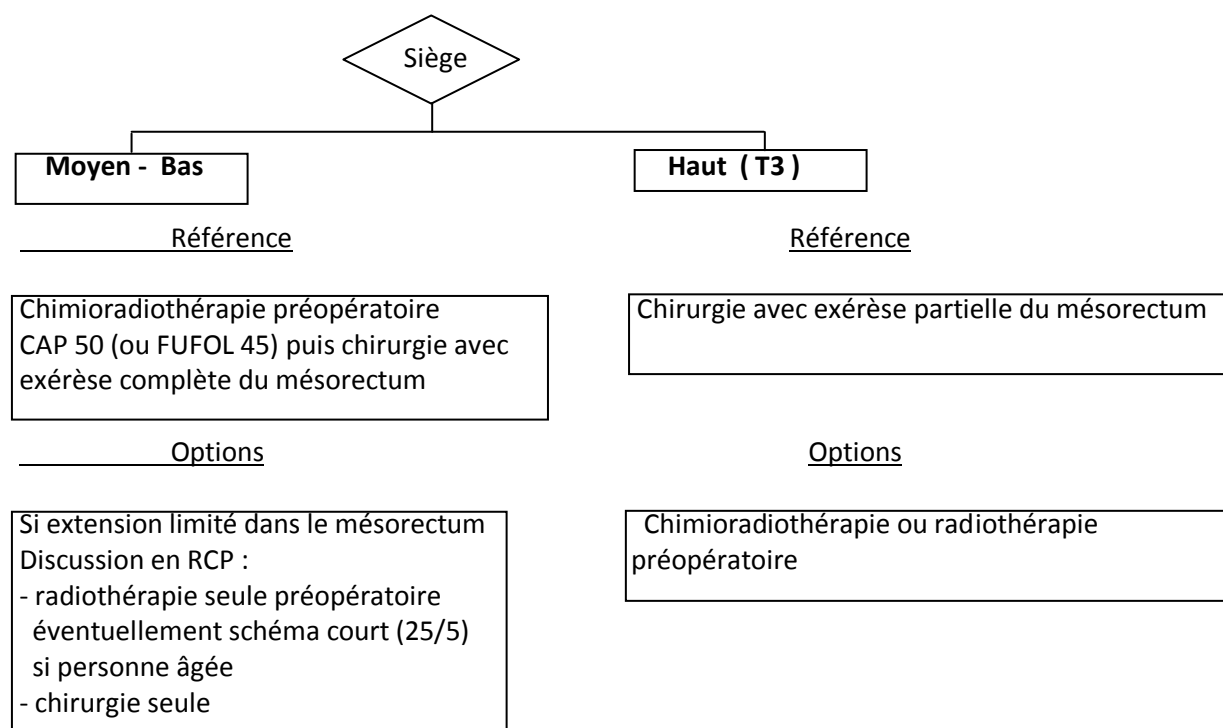 Siège
Moyen - Bas
Haut ( T3 )
Référence
Référence
Chimioradiothérapie préopératoire
CAP 50 (ou FUFOL 45) puis chirurgie avec
exérèse complète du mésorectum
Chirurgie avec exérèse partielle du mésorectum
Options
Options
Si extension limité dans le mésorectum
Discussion en RCP :
- radiothérapie seule préopératoire
éventuellement schéma court (25/5)
si personne âgée
- chirurgie seule
Chimioradiothérapie ou radiothérapie
préopératoire